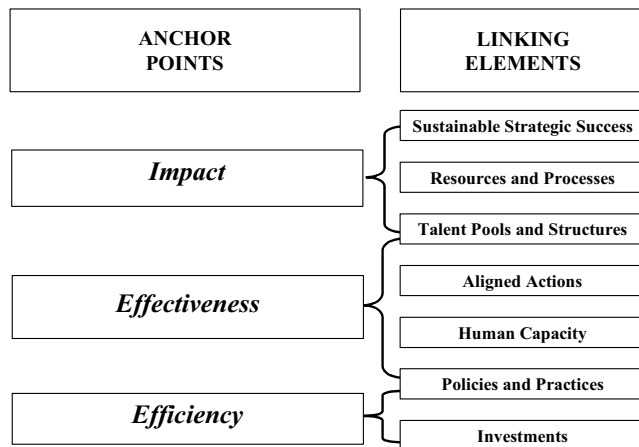 ANCHOR
POINTS
LINKING
ELEMENTS
Impact
Sustainable Strategic Success
Resources and Processes
Talent Pools and Structures
Effectiveness
Aligned Actions
Human Capacity
Policies and Practices
Efficiency
Investments